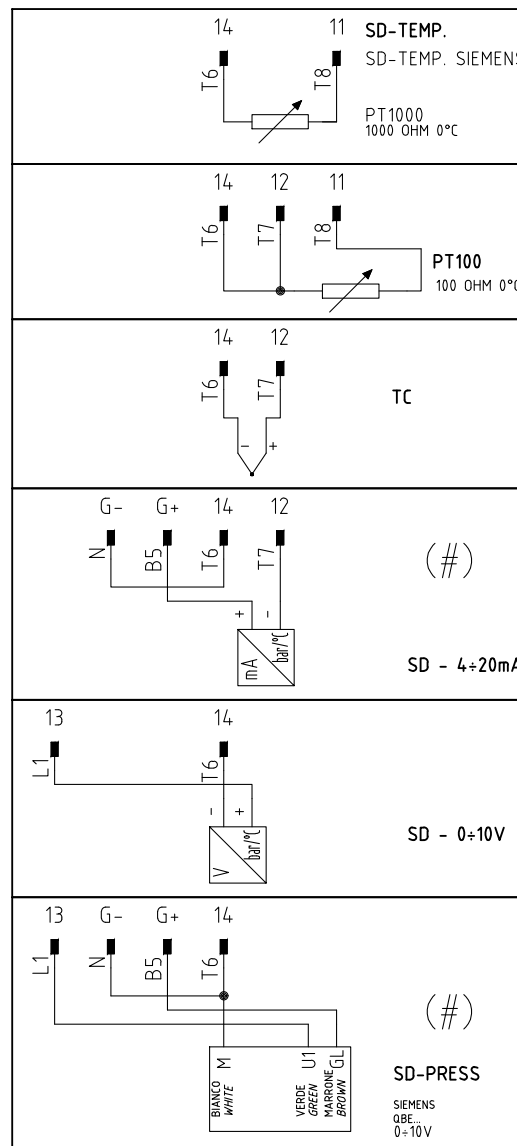 14 11 SD-TEMP.
T6 T8 SD-TEMP. SIEMENS
PT1000
1000 OHM 0°C
14 12 11
T6 T7 T8
PT100
100 OHM 0°C
14 12
T6 T7
TC
- +
G- G+ 14 12
N B5 T6 T7
(#)
+ -
mA bar/°C
SD - 4÷20mA
13 14
L1 T6
- +
V bar/°C
SD - 0÷10V
13 G- G+ 14
L1 N B5 T6
(#)
M U1 GL
BIANCO
WHITE
VERDE
GREEN
MARRONE
BROWN
SD-PRESS
SIEMENS
QBE...
0÷10V